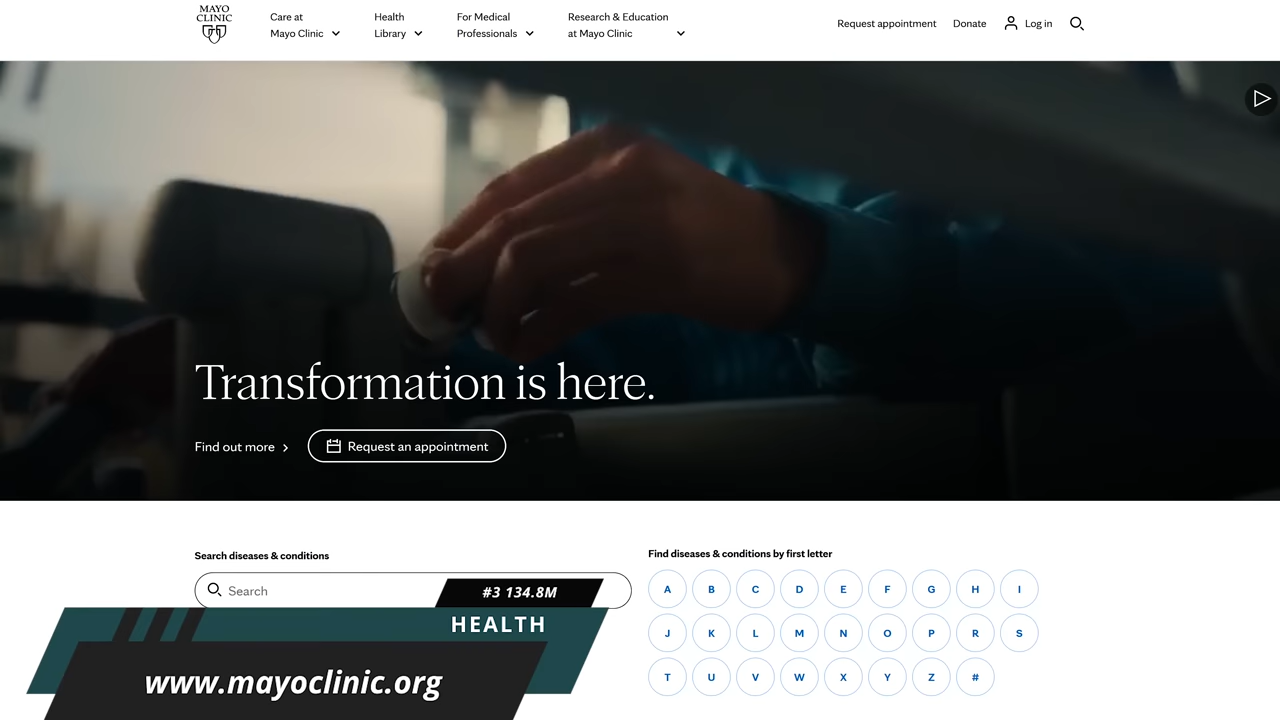 MAYO
CLINIC
Care at
Mayo Clinic
Health
Library
For Medical
Professionals
Research & Education
at Mayo Clinic
Request appointment
Donate
Log in
Transformation is here.
Find out more
Request an appointment
Search diseases & conditions
Search
Find diseases & conditions by first letter
A B C D E F G H I
J K L M N O P R S
T U V W X Y Z #
#3 134.8M
HEALTH
www.mayoclinic.org